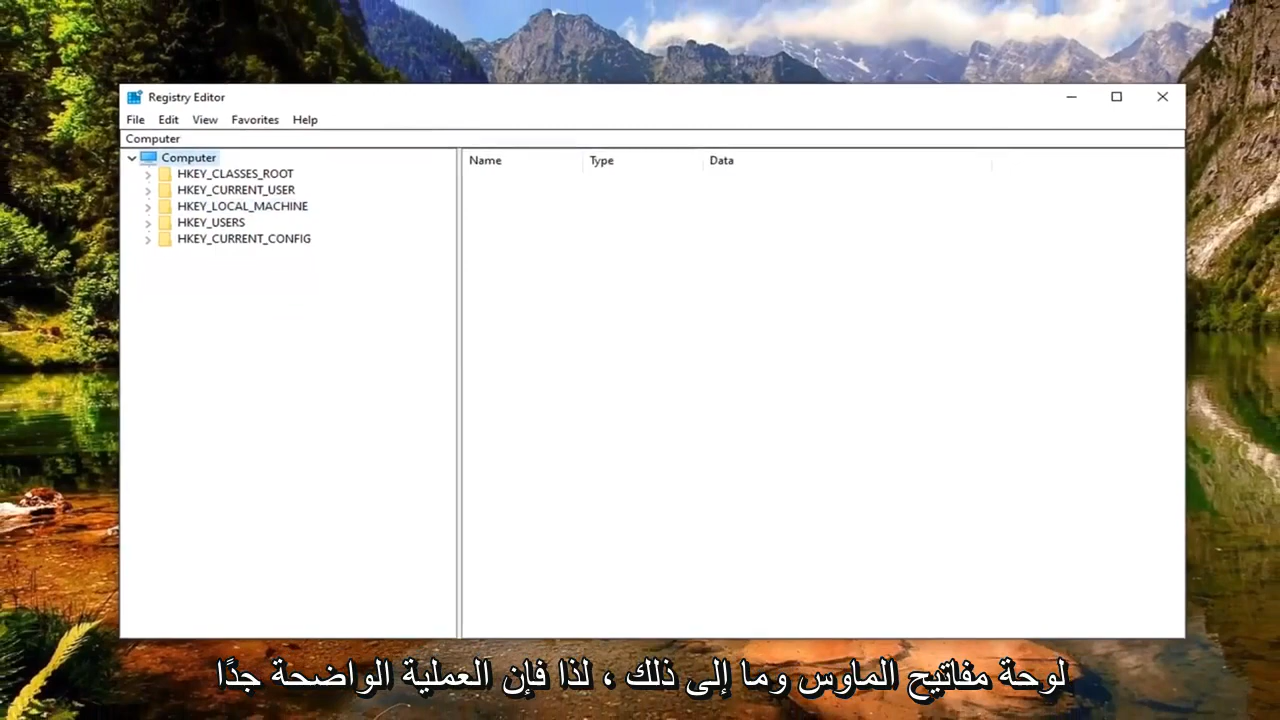 Registry Editor
File Edit View Favorites Help
Computer
Computer
HKEY_CLASSES_ROOT
HKEY_CURRENT_USER
HKEY_LOCAL_MACHINE
HKEY_USERS
HKEY_CURRENT_CONFIG
Name Type Data
لوحة مفاتيح الماوس وما إلى ذلك ، لذا فإن العملية الواضحة جدًا